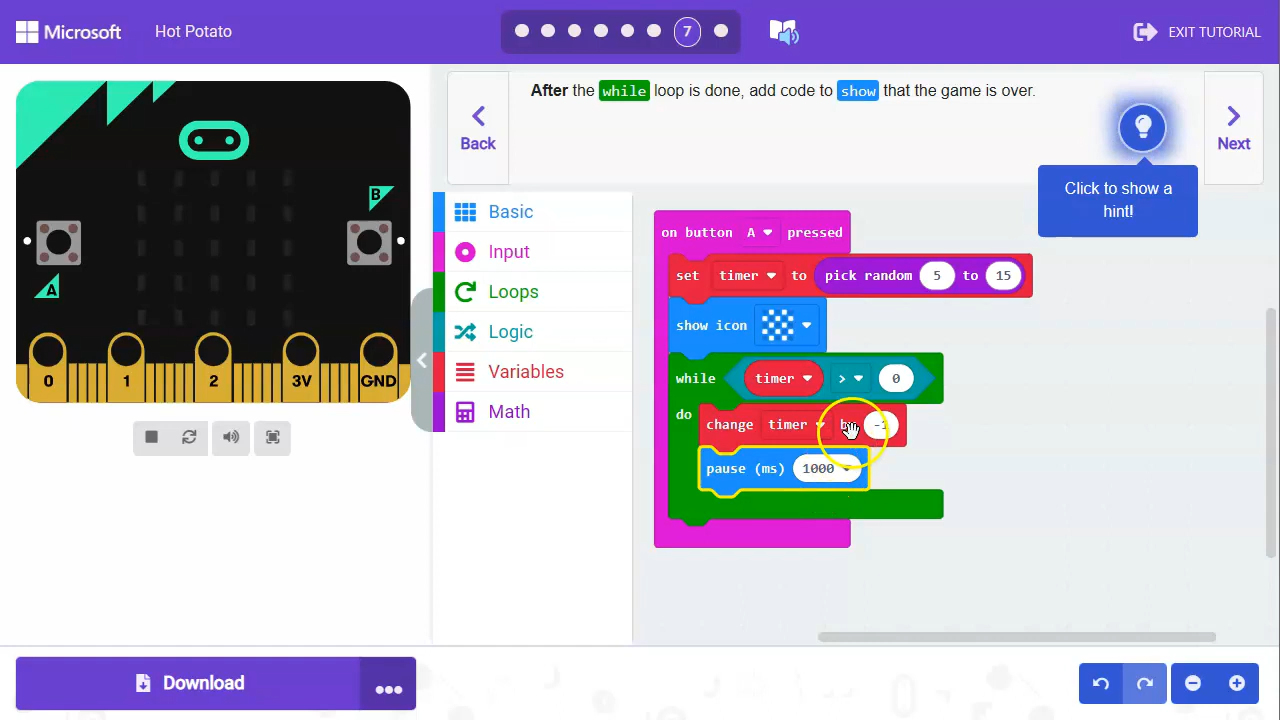 Microsoft
Hot Potato
7
EXIT TUTORIAL
After the while loop is done, add code to show that the game is over.
Back
Next
Click to show a
hint!
B
A
0 1 2 3V GND
Basic
Input
Loops
Logic
Variables
Math
on button A pressed
set timer to pick random 5 to 15
show icon
while timer > 0
do
change timer by -1
pause (ms) 1000
Download